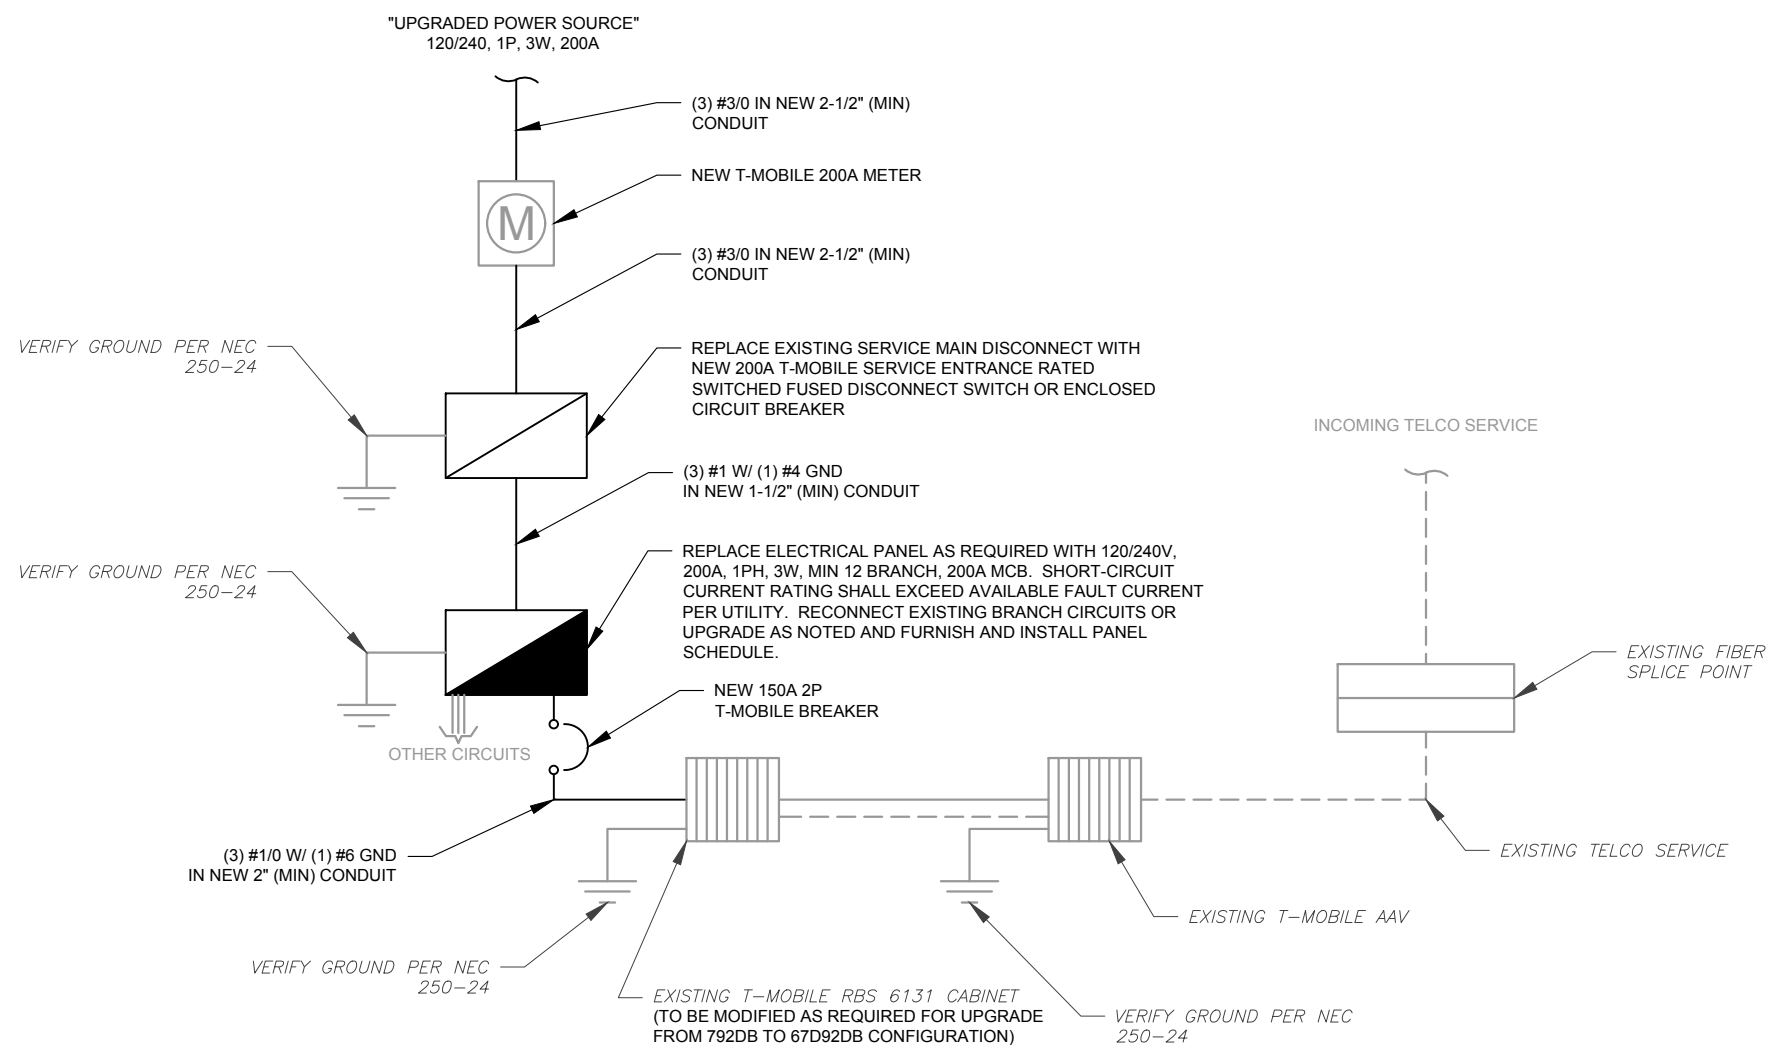 "UPGRADED POWER SOURCE"
120/240, 1P, 3W, 200A
(3) #3/0 IN NEW 2-1/2" (MIN)
CONDUIT
NEW T-MOBILE 200A METER
M
(3) #3/0 IN NEW 2-1/2" (MIN)
CONDUIT
VERIFY GROUND PER NEC
250-24
REPLACE EXISTING SERVICE MAIN DISCONNECT WITH
NEW 200A T-MOBILE SERVICE ENTRANCE RATED
SWITCHED FUSED DISCONNECT SWITCH OR ENCLOSED
CIRCUIT BREAKER
INCOMING TELCO SERVICE
(3) #1 W/ (1) #4 GND
IN NEW 1-1/2" (MIN) CONDUIT
VERIFY GROUND PER NEC
250-24
REPLACE ELECTRICAL PANEL AS REQUIRED WITH 120/240V,
200A, 1PH, 3W, MIN 12 BRANCH, 200A MCB. SHORT-CIRCUIT
CURRENT RATING SHALL EXCEED AVAILABLE FAULT CURRENT
PER UTILITY. RECONNECT EXISTING BRANCH CIRCUITS OR
UPGRADE AS NOTED AND FURNISH AND INSTALL PANEL
SCHEDULE.
EXISTING FIBER
SPLICE POINT
NEW 150A 2P
T-MOBILE BREAKER
OTHER CIRCUITS
(3) #1/0 W/ (1) #6 GND
IN NEW 2" (MIN) CONDUIT
EXISTING TELCO SERVICE
EXISTING T-MOBILE AAV
VERIFY GROUND PER NEC
250-24
EXISTING T-MOBILE RBS 6131 CABINET
(TO BE MODIFIED AS REQUIRED FOR UPGRADE
FROM 792DB TO 67D92DB CONFIGURATION)
VERIFY GROUND PER NEC
250-24